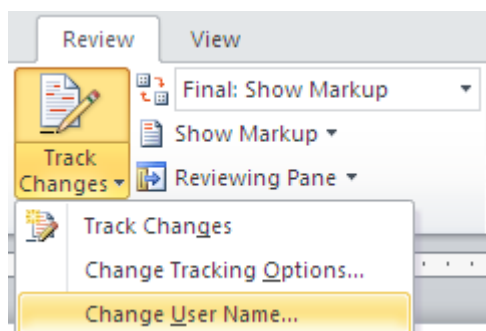 Review View
Final: Show Markup
Show Markup
Track
Changes
Reviewing Pane
Track Changes
Change Tracking Options...
Change User Name...